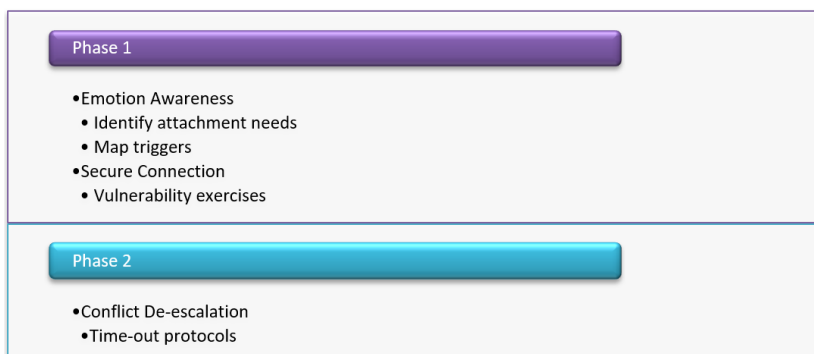 Phase 1
•Emotion Awareness
• Identify attachment needs
• Map triggers
•Secure Connection
• Vulnerability exercises
Phase 2
•Conflict De-escalation
•Time-out protocols